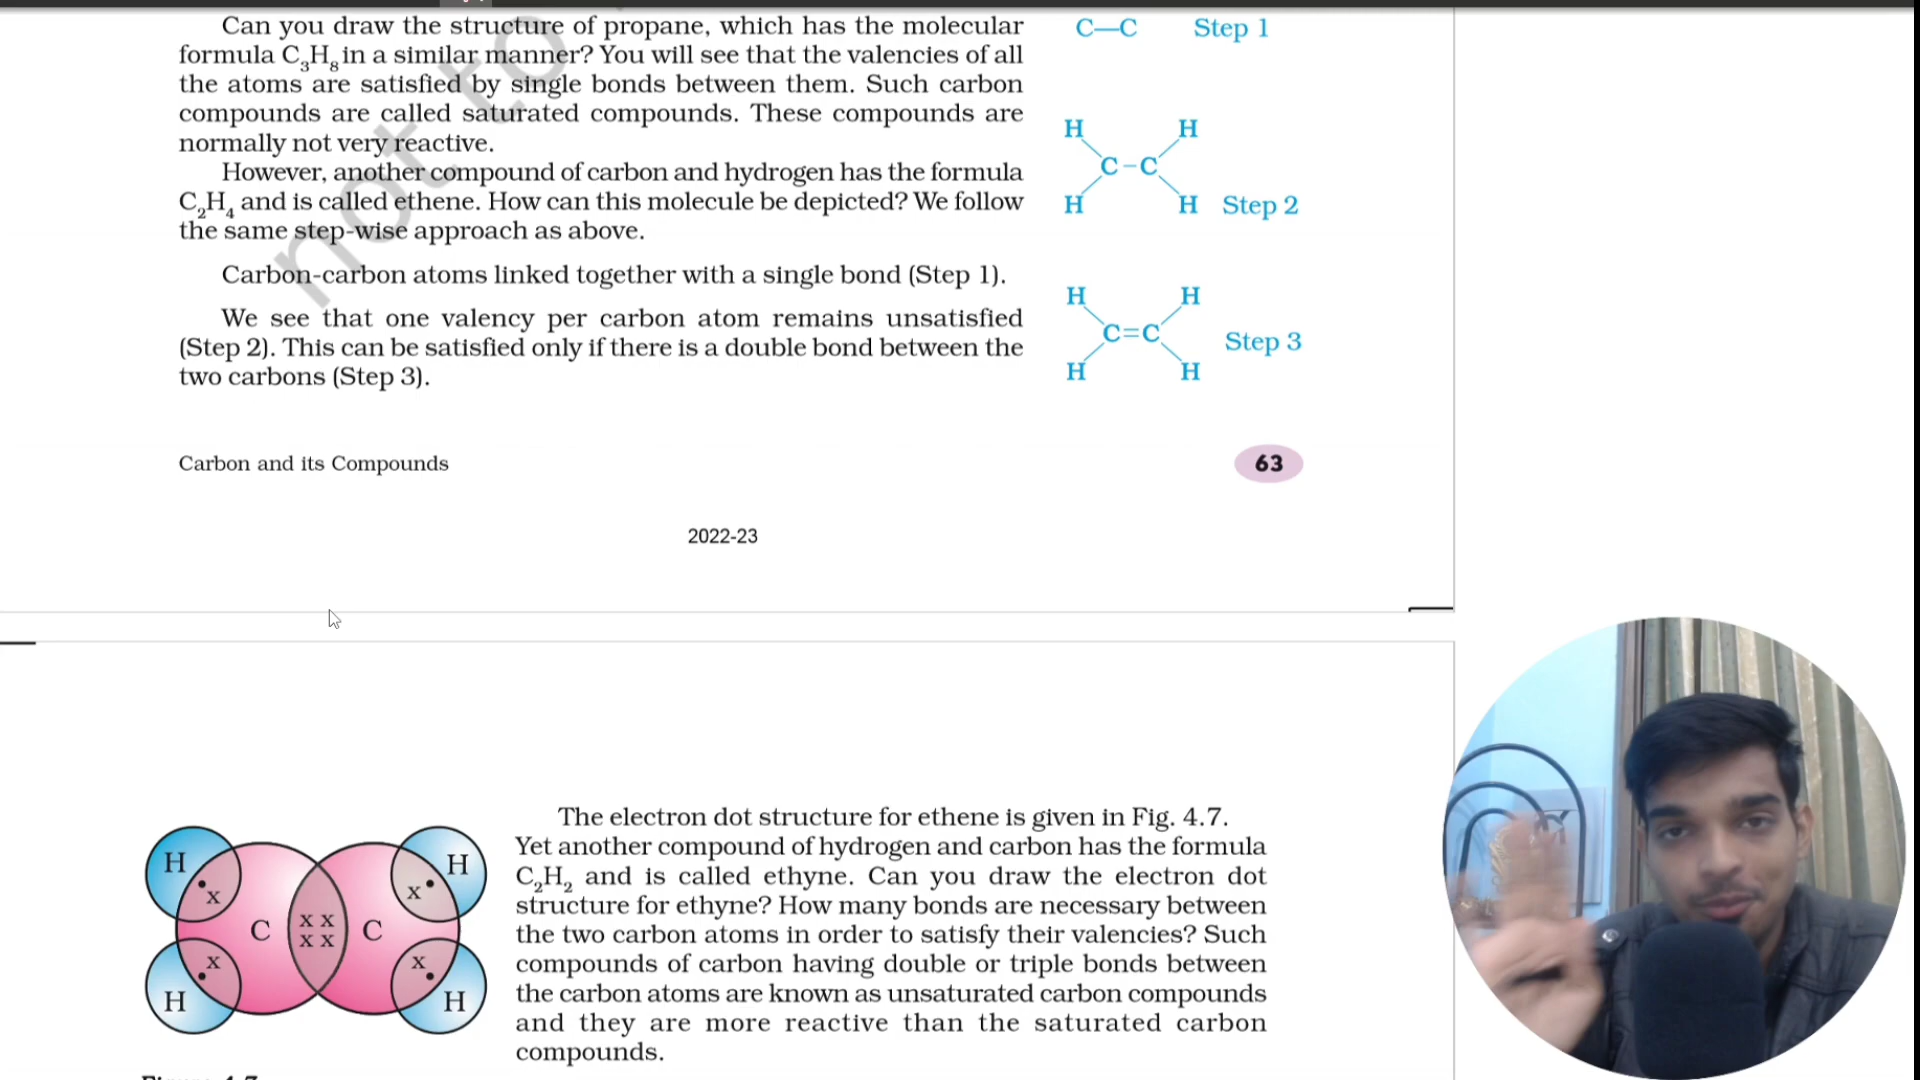 Can you draw the structure of propane, which has the molecular
formula C₃H₈ in a similar manner? You will see that the valencies of all
the atoms are satisfied by single bonds between them. Such carbon
compounds are called saturated compounds. These compounds are
normally not very reactive.
However, another compound of carbon and hydrogen has the formula
C₂H₄ and is called ethene. How can this molecule be depicted? We follow
the same step-wise approach as above.
Carbon-carbon atoms linked together with a single bond (Step 1).
We see that one valency per carbon atom remains unsatisfied
(Step 2). This can be satisfied only if there is a double bond between the
two carbons (Step 3).
C—C Step 1
H H
C–C
H H Step 2
H H
C=C
Step 3
H H
not to
Carbon and its Compounds
63
2022-23
H H
x x
C x x C
x x
x x
H H
The electron dot structure for ethene is given in Fig. 4.7.
Yet another compound of hydrogen and carbon has the formula
C₂H₂ and is called ethyne. Can you draw the electron dot
structure for ethyne? How many bonds are necessary between
the two carbon atoms in order to satisfy their valencies? Such
compounds of carbon having double or triple bonds between
the carbon atoms are known as unsaturated carbon compounds
and they are more reactive than the saturated carbon
compounds.